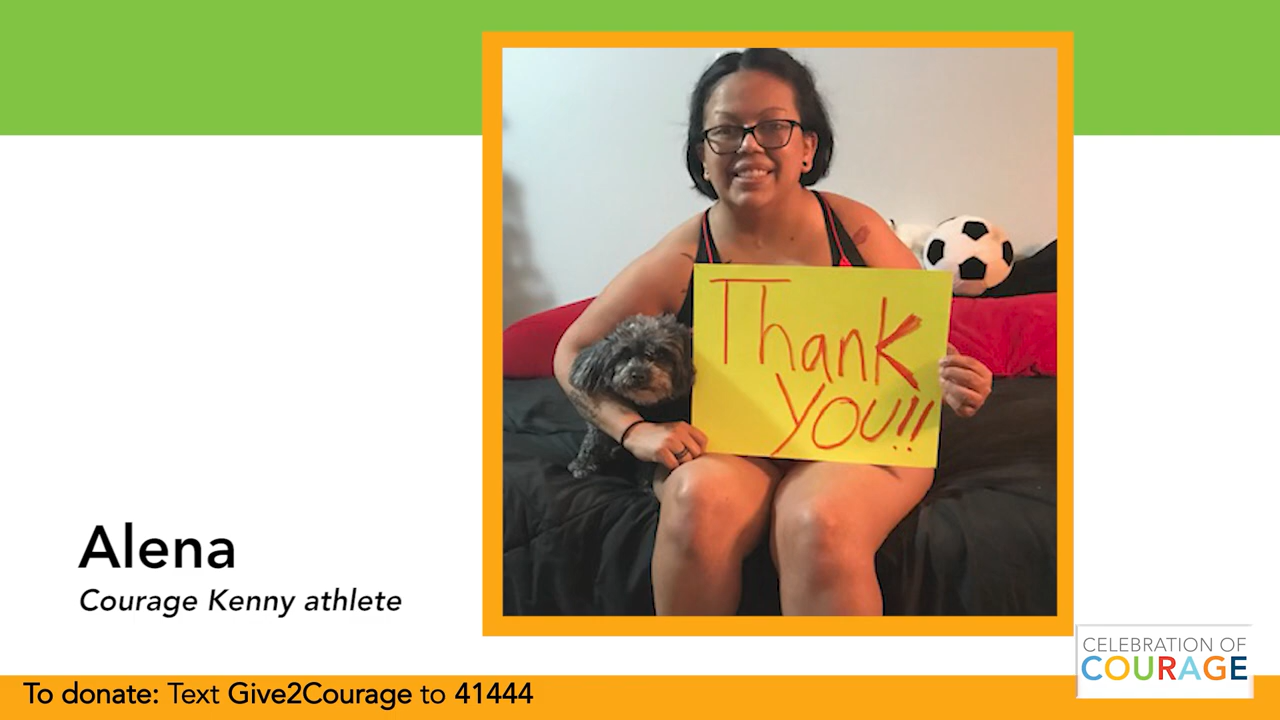 Thank
YOU!!
Alena
Courage Kenny athlete
CELEBRATION OF
COURAGE
To donate: Text Give2Courage to 41444